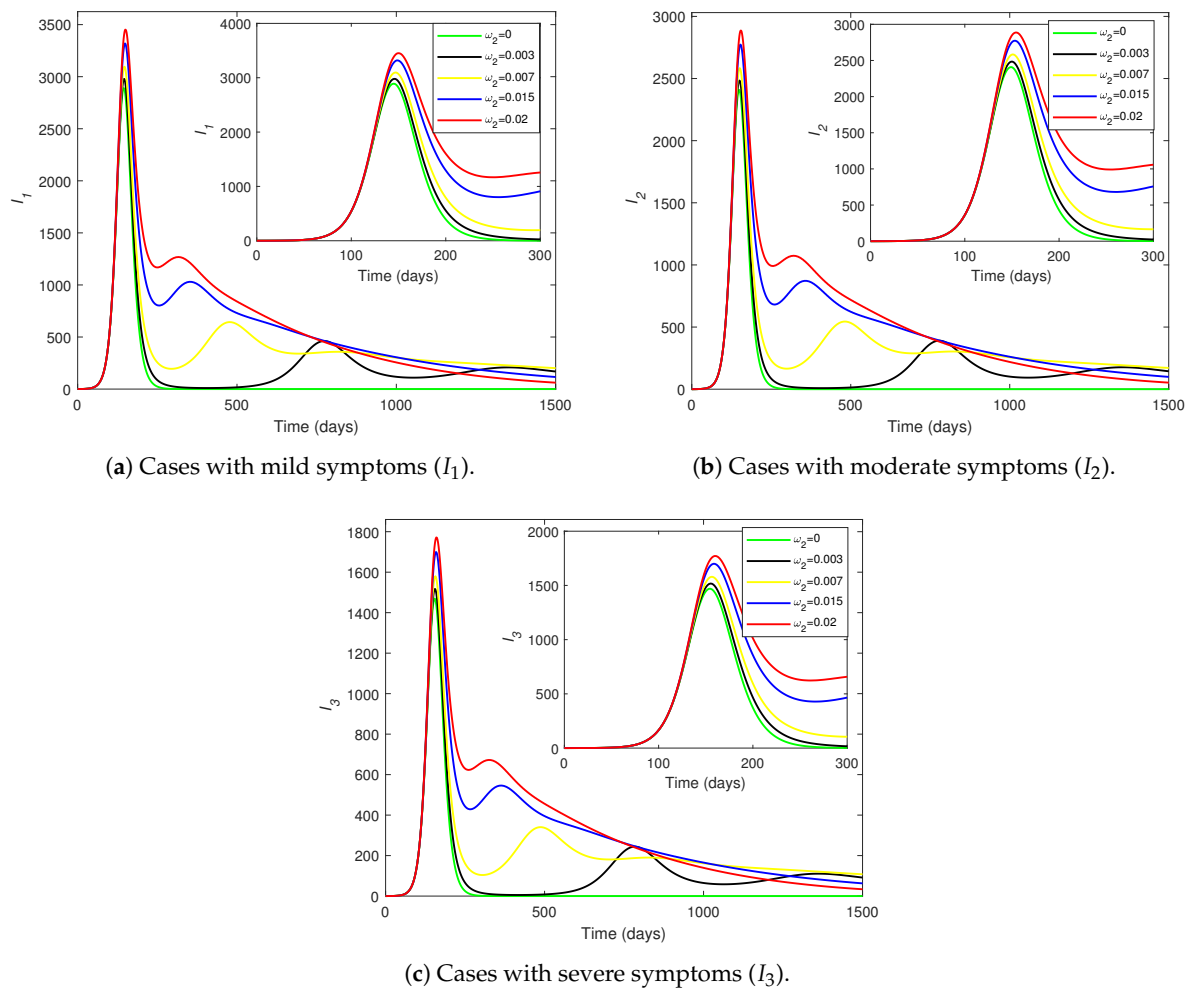 3500
3000
2500
2000
1500
1000
500
0
I1
0
500
1000
1500
Time (days)
4000
3000
2000
1000
0
I1
0
100
200
300
Time (days)
ω2=0
ω2=0.003
ω2=0.007
ω2=0.015
ω2=0.02
(a) Cases with mild symptoms (I1).
3000
2500
2000
1500
1000
500
0
I2
0
500
1000
1500
Time (days)
3000
2500
2000
1500
1000
500
0
I2
0
100
200
300
Time (days)
ω2=0
ω2=0.003
ω2=0.007
ω2=0.015
ω2=0.02
(b) Cases with moderate symptoms (I2).
1800
1600
1400
1200
1000
800
600
400
200
0
I3
0
500
1000
1500
Time (days)
2000
1500
1000
500
0
I3
0
100
200
300
Time (days)
ω2=0
ω2=0.003
ω2=0.007
ω2=0.015
ω2=0.02
(c) Cases with severe symptoms (I3).